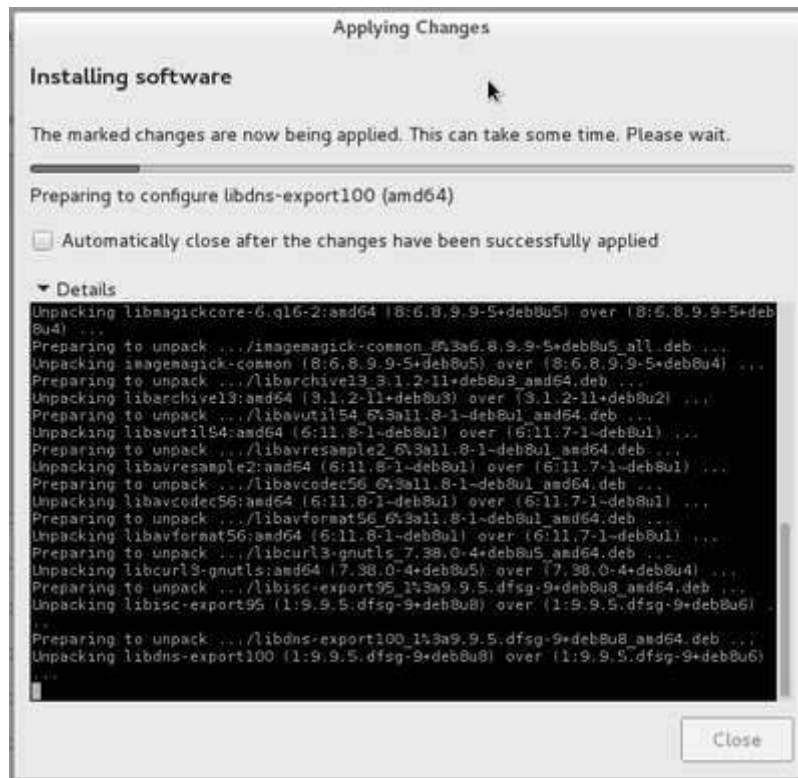 Applying Changes
Installing software
The marked changes are now being applied. This can take some time. Please wait.
Preparing to configure libdns-export100 (amd64)
Automatically close after the changes have been successfully applied
Details
Unpacking libmagickcore-6.q16-2:amd64 (8:6.8.9.9-5+deb8u5) over (8:6.8.9.9-5+deb
8u4) ...
Preparing to unpack .../imagemagick-common_8%3a6.8.9.9-5+deb8u5_all.deb ...
Unpacking imagemagick-common (8:6.8.9.9-5+deb8u5) over (8:6.8.9.9-5+deb8u4) ...
Preparing to unpack .../libarchive13_3.1.2-11+deb8u3_amd64.deb ...
Unpacking libarchive13:amd64 (3.1.2-11+deb8u3) over (3.1.2-11+deb8u2) ...
Preparing to unpack .../libavutil54_6%3a11.8-1~deb8u1_amd64.deb ...
Unpacking libavutil54:amd64 (6:11.8-1~deb8u1) over (6:11.7-1~deb8u1) ...
Preparing to unpack .../libavresample2_6%3a11.8-1~deb8u1_amd64.deb ...
Unpacking libavresample2:amd64 (6:11.8-1~deb8u1) over (6:11.7-1~deb8u1) ...
Preparing to unpack .../libavcodec56_6%3a11.8-1~deb8u1_amd64.deb ...
Unpacking libavcodec56:amd64 (6:11.8-1~deb8u1) over (6:11.7-1~deb8u1) ...
Preparing to unpack .../libavformat56_6%3a11.8-1~deb8u1_amd64.deb ...
Unpacking libavformat56:amd64 (6:11.8-1~deb8u1) over (6:11.7-1~deb8u1) ...
Preparing to unpack .../libcurl3-gnutls_7.38.0-4+deb8u5_amd64.deb ...
Unpacking libcurl3-gnutls:amd64 (7.38.0-4+deb8u5) over (7.38.0-4+deb8u4) ...
Preparing to unpack .../libisc-export95_1%3a9.9.5.dfsg-9+deb8u8_amd64.deb ...
Unpacking libisc-export95 (1:9.9.5.dfsg-9+deb8u8) over (1:9.9.5.dfsg-9+deb8u6) .
..
Preparing to unpack .../libdns-export100_1%3a9.9.5.dfsg-9+deb8u8_amd64.deb ...
Unpacking libdns-export100 (1:9.9.5.dfsg-9+deb8u8) over (1:9.9.5.dfsg-9+deb8u6)
...
Close